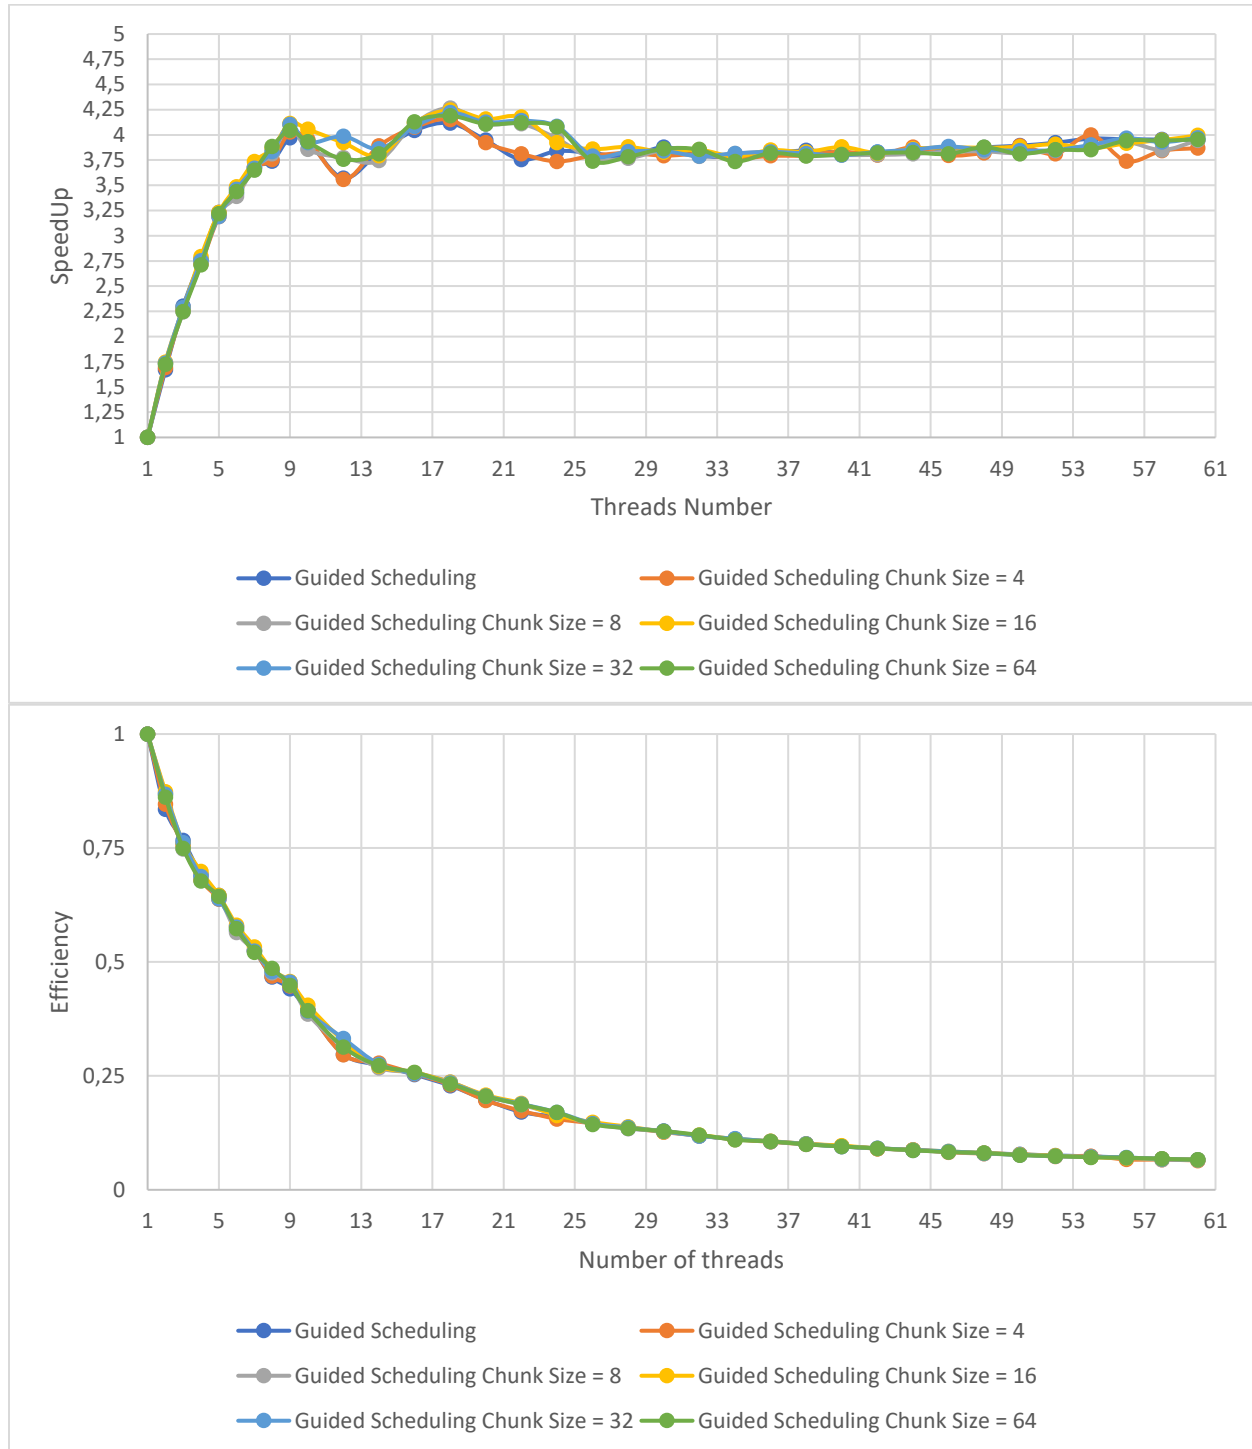 5
4,75
4,5
4,25
4
3,75
3,5
3,25
3
2,75
2,5
2,25
2
1,75
1,5
1,25
1
SpeedUp
1 5 9 13 17 21 25 29 33 37 41 45 49 53 57 61
Threads Number
Guided Scheduling Guided Scheduling Chunk Size = 4
Guided Scheduling Chunk Size = 8 Guided Scheduling Chunk Size = 16
Guided Scheduling Chunk Size = 32 Guided Scheduling Chunk Size = 64
1
0,75
0,5
0,25
0
Efficiency
1 5 9 13 17 21 25 29 33 37 41 45 49 53 57 61
Number of threads
Guided Scheduling Guided Scheduling Chunk Size = 4
Guided Scheduling Chunk Size = 8 Guided Scheduling Chunk Size = 16
Guided Scheduling Chunk Size = 32 Guided Scheduling Chunk Size = 64